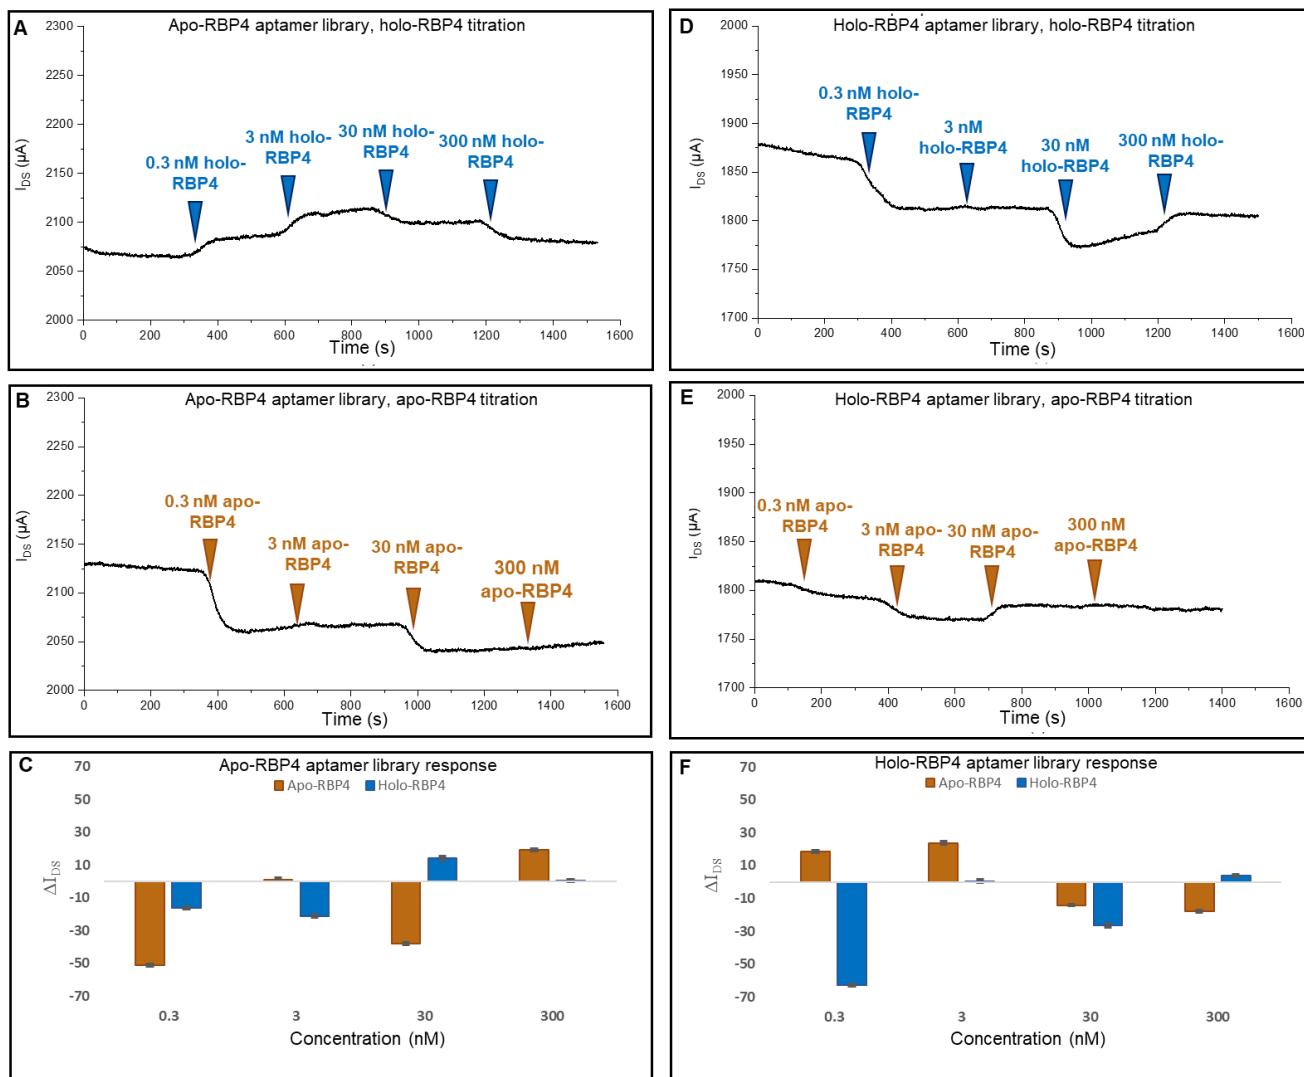 A
Apo-RBP4 aptamer library, holo-RBP4 titration
2300
2250
2200
2150
2100
2050
2000
I_DS (µA)
0.3 nM holo-
RBP4
3 nM holo-
RBP4
30 nM holo-
RBP4
300 nM holo-
RBP4
0 200 400 600 800 1000 1200 1400 1600
Time (s)
D
Holo-RBP4 aptamer library, holo-RBP4 titration
2000
1950
1900
1850
1800
1750
1700
I_DS (µA)
0.3 nM holo-
RBP4
3 nM
holo-RBP4
30 nM
holo-RBP4
300 nM holo-
RBP4
0 200 400 600 800 1000 1200 1400 1600
Time (s)
B
Apo-RBP4 aptamer library, apo-RBP4 titration
2300
2250
2200
2150
2100
2050
2000
I_DS (µA)
0.3 nM apo-
RBP4
3 nM apo-
RBP4
30 nM apo-
RBP4
300 nM
apo-RBP4
0 200 400 600 800 1000 1200 1400 1600
Time (s)
E
Holo-RBP4 aptamer library, apo-RBP4 titration
2000
1950
1900
1850
1800
1750
1700
I_DS (µA)
0.3 nM apo-
RBP4
3 nM apo-
RBP4
30 nM apo-
RBP4
300 nM
apo-RBP4
0 200 400 600 800 1000 1200 1400 1600
Time (s)
C
Apo-RBP4 aptamer library response
Apo-RBP4 Holo-RBP4
70
50
30
10
-10
-30
-50
-70
ΔI_DS
0.3 3 30 300
Concentration (nM)
F
Holo-RBP4 aptamer library response
Apo-RBP4 Holo-RBP4
70
50
30
10
-10
-30
-50
-70
ΔI_DS
0.3 3 30 300
Concentration (nM)